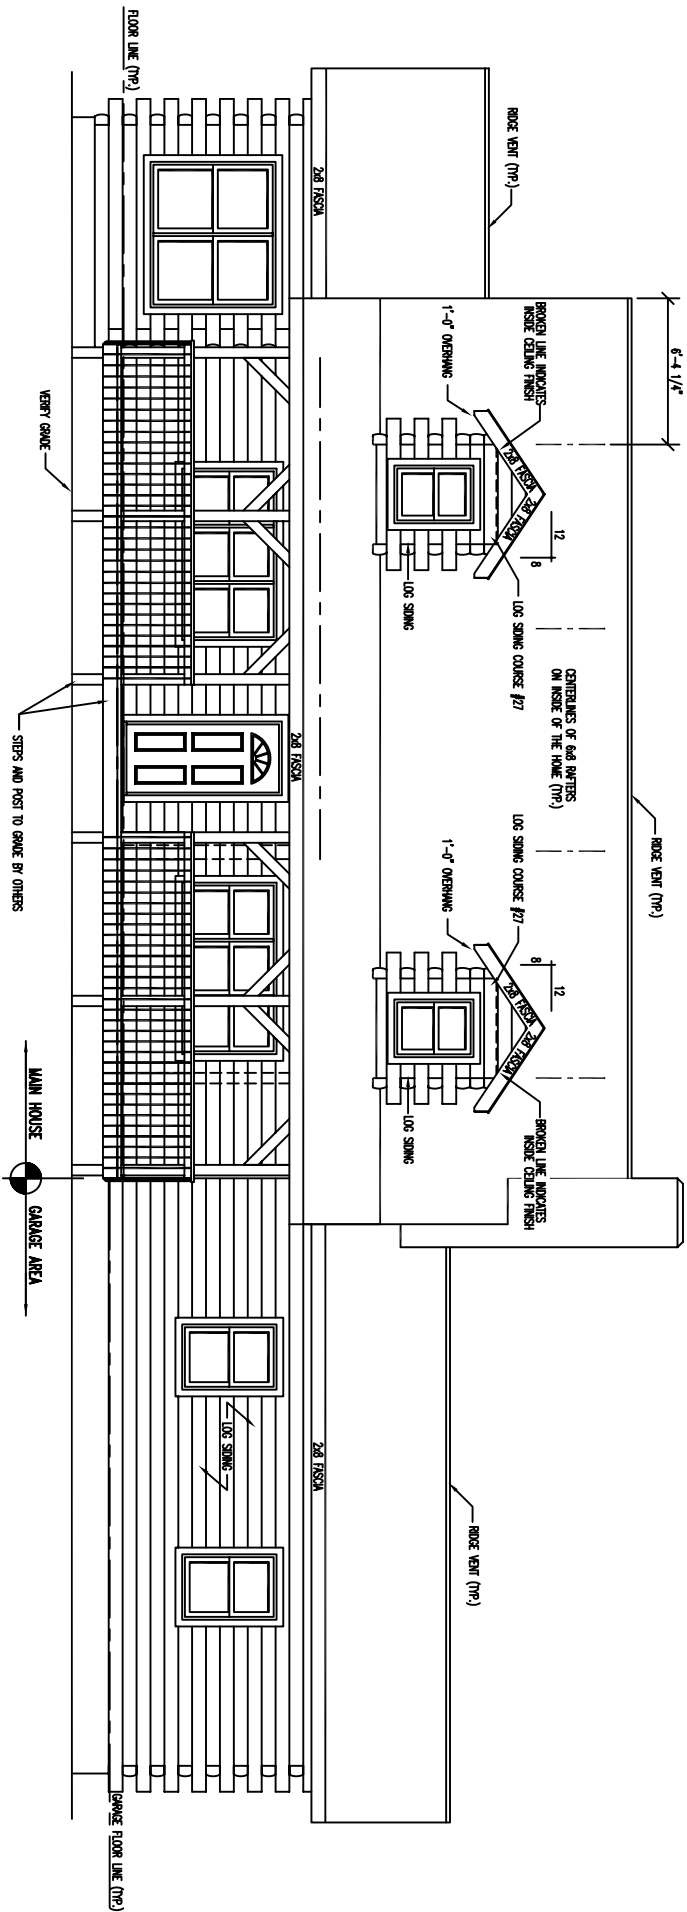 6'-4 1/4"
RIDGE VENT (TYP.)
RIDGE VENT (TYP.)
BROKEN LINE INDICATES
INSIDE CEILING FINISH
1'-0" OVERHANG
2x8 FASCIA
2x8 FASCIA
12
8
LOG SIDING COURSE #27
LOG SIDING
CENTERLINES OF 6x8 RAFTERS
ON INSIDE OF THE HOME (TYP.)
LOG SIDING COURSE #27
1'-0" OVERHANG
8
12
2x8 FASCIA
2x8 FASCIA
BROKEN LINE INDICATES
INSIDE CEILING FINISH
LOG SIDING
RIDGE VENT (TYP.)
2x8 FASCIA
2x8 FASCIA
2x8 FASCIA
LOG SIDING
FLOOR LINE (TYP.)
GARAGE FLOOR LINE (TYP.)
VERIFY GRADE
STEPS AND POST TO GRADE BY OTHERS
MAIN HOUSE
GARAGE AREA